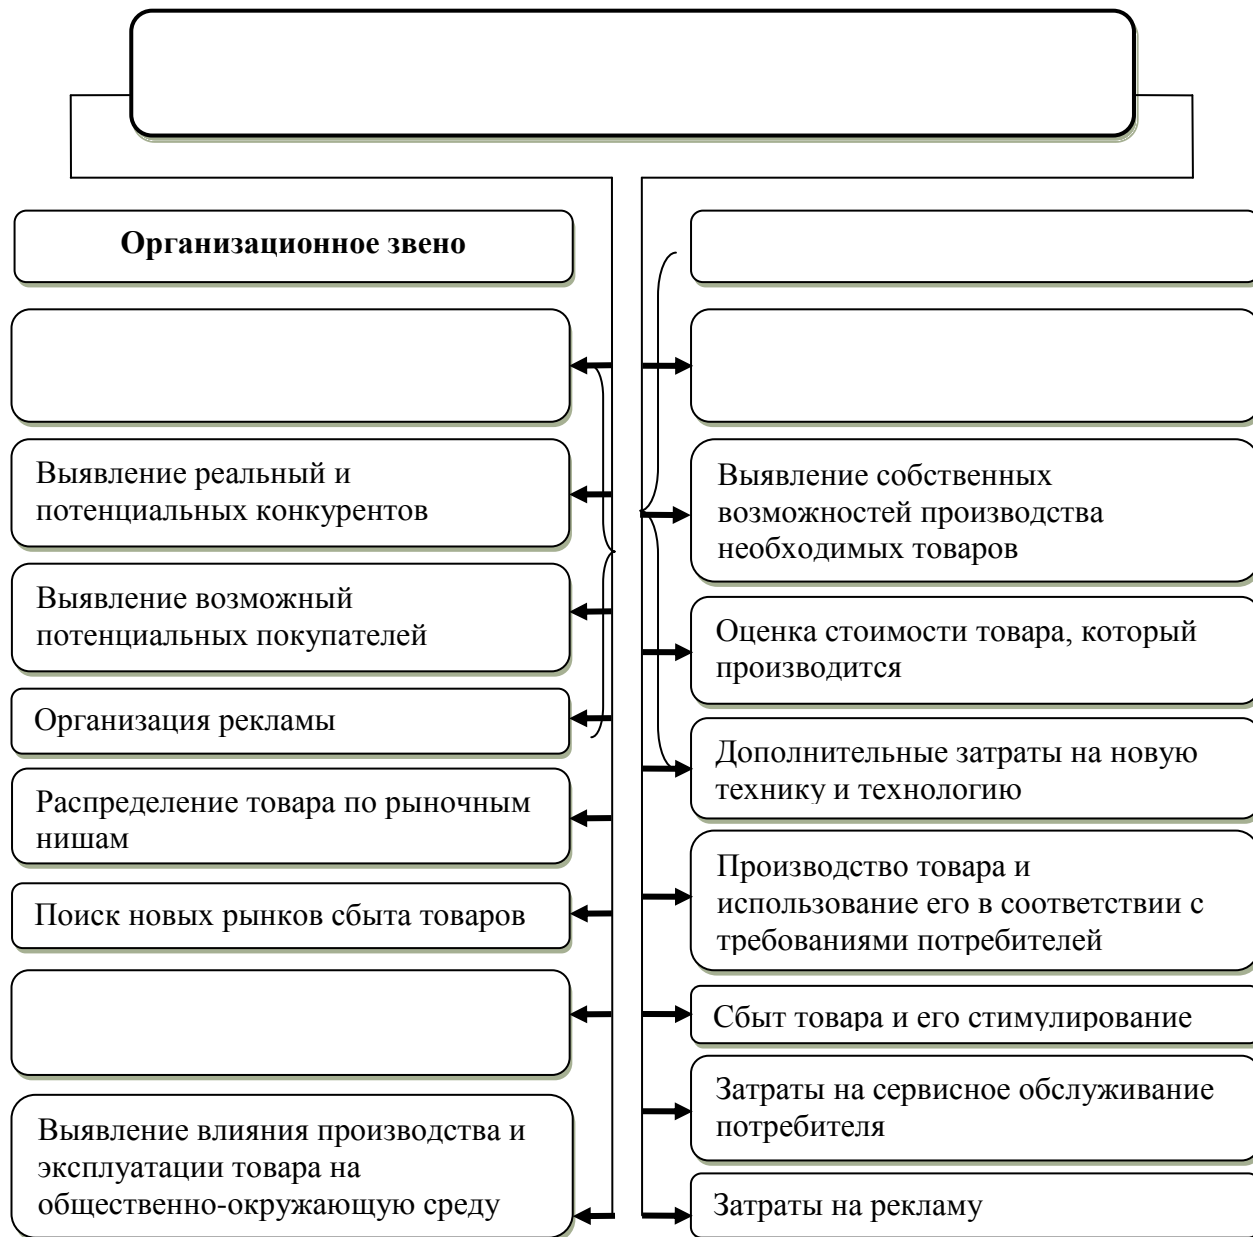 Организационное звено
Выявление реальный и
потенциальных конкурентов
Выявление возможный
потенциальных покупателей
Организация рекламы
Распределение товара по рыночным
нишам
Поиск новых рынков сбыта товаров
Выявление влияния производства и
эксплуатации товара на
общественно-окружающую среду
Выявление собственных
возможностей производства
необходимых товаров
Оценка стоимости товара, который
производится
Дополнительные затраты на новую
технику и технологию
Производство товара и
использование его в соответствии с
требованиями потребителей
Сбыт товара и его стимулирование
Затраты на сервисное обслуживание
потребителя
Затраты на рекламу